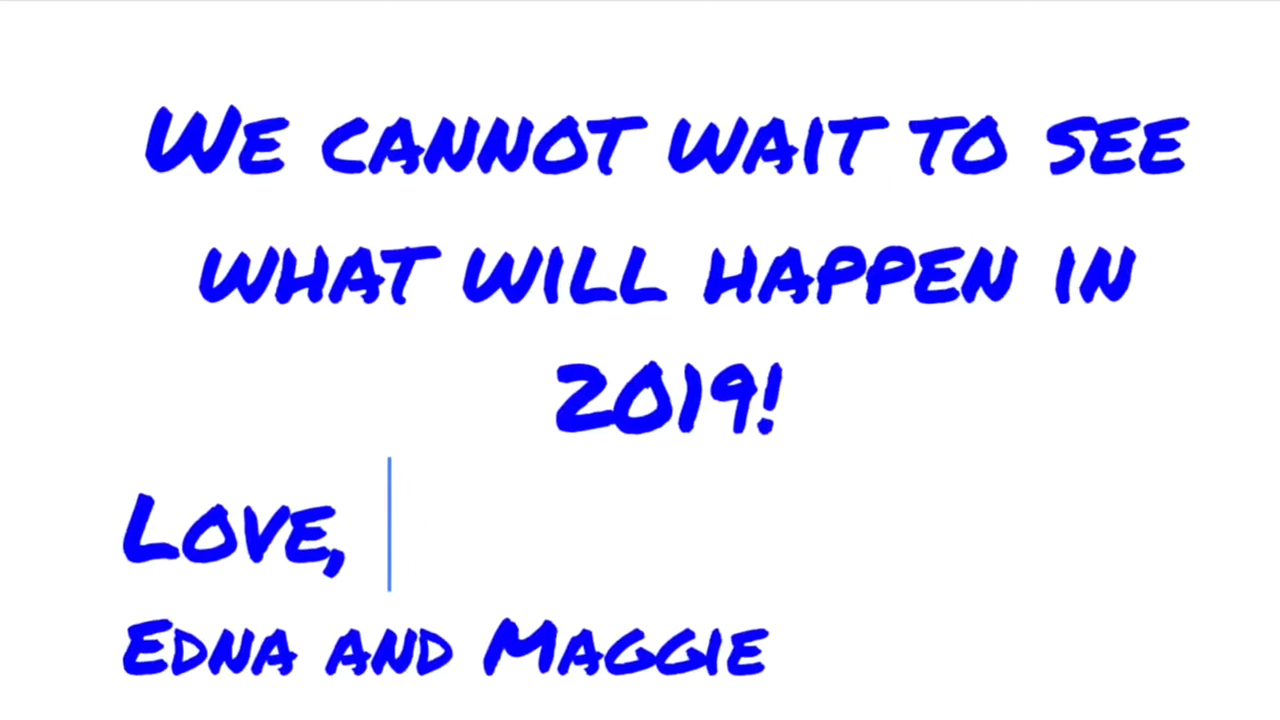 We cannot wait to see
what will happen in
2019!
Love,
Edna and Maggie